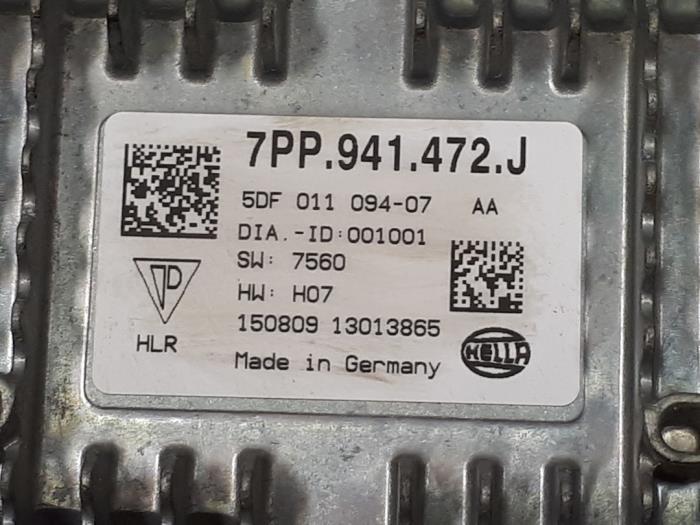 7PP.941.472.J
5DF 011 094-07 AA
DIA.-ID:001001
SW: 7560
HW: H07
150809 13013865
HLR
Made in Germany
HELLA